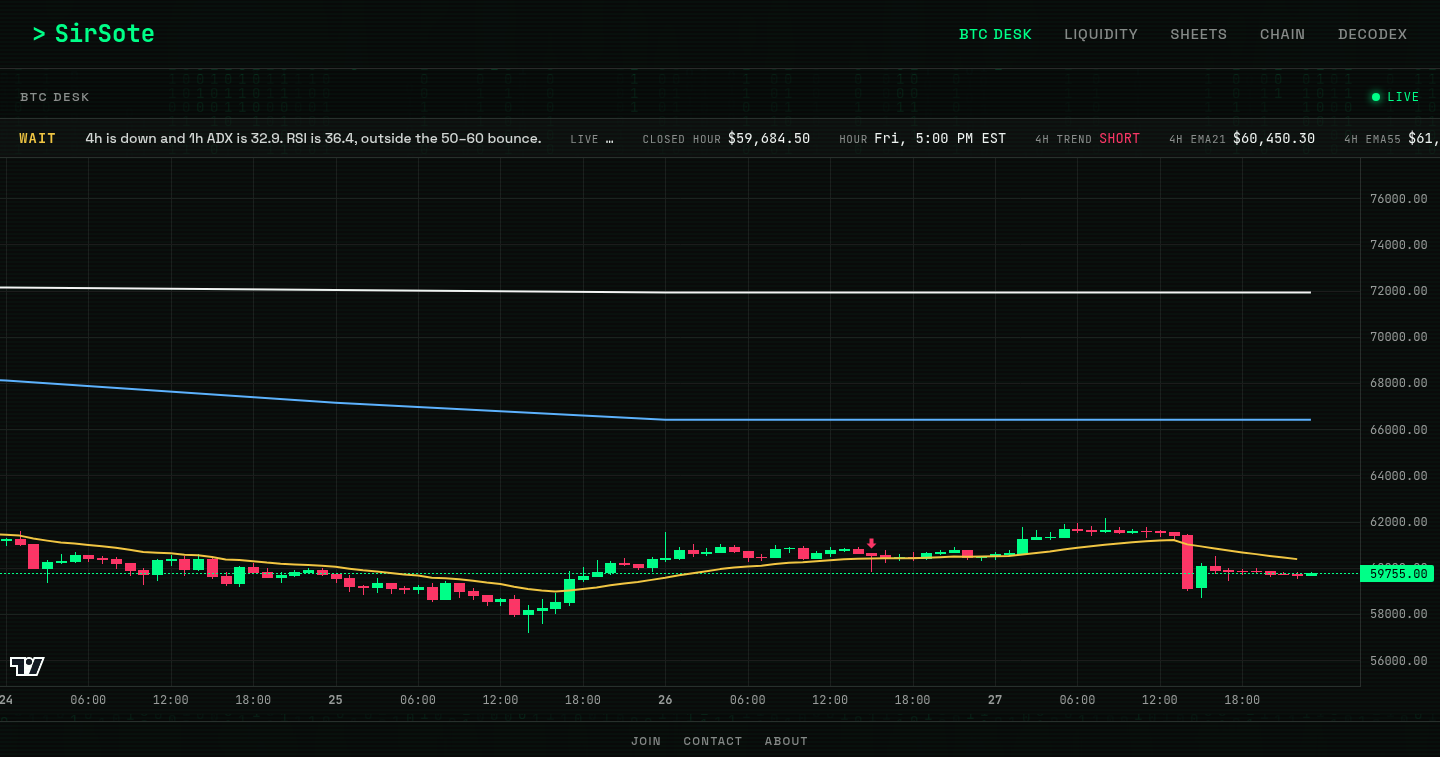 > SirSote
BTC DESK LIQUIDITY SHEETS CHAIN DECODEX
BTC DESK
LIVE
WAIT 4h is down and 1h ADX is 32.9. RSI is 36.4, outside the 50–60 bounce. LIVE … CLOSED HOUR $59,684.50 HOUR Fri, 5:00 PM EST 4H TREND SHORT 4H EMA21 $60,450.30 4H EMA55 $61,
76000.00
74000.00
72000.00
70000.00
68000.00
66000.00
64000.00
62000.00
59755.00
58000.00
56000.00
24 06:00 12:00 18:00 25 06:00 12:00 18:00 26 06:00 12:00 18:00 27 06:00 12:00 18:00
JOIN CONTACT ABOUT